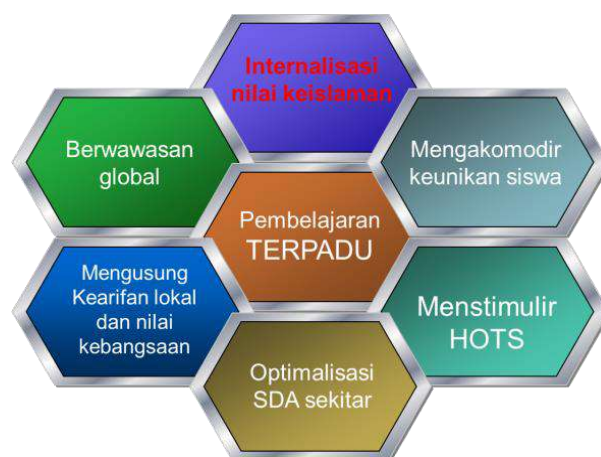 Internalisasi
nilai keislaman
Berwawasan
global
Mengakomodir
keunikan siswa
Pembelajaran
TERPADU
Mengusung
Kearifan lokal
dan nilai
kebangsaan
Menstimulir
HOTS
Optimalisasi
SDA sekitar